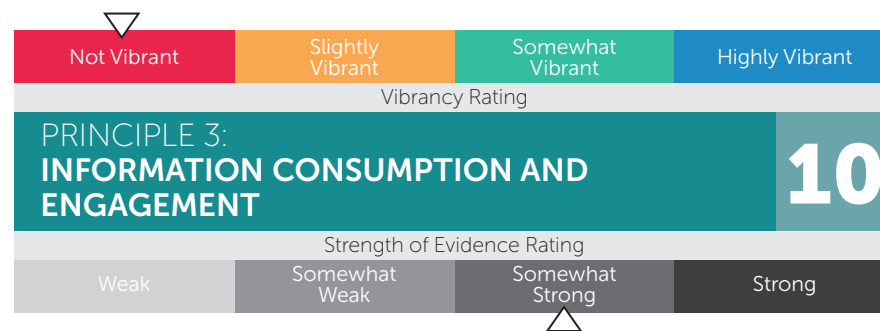 Not Vibrant
Slightly
Vibrant
Somewhat
Vibrant
Highly Vibrant
Vibrancy Rating
PRINCIPLE 3:
INFORMATION CONSUMPTION AND
ENGAGEMENT
10
Strength of Evidence Rating
Weak
Somewhat
Weak
Somewhat
Strong
Strong